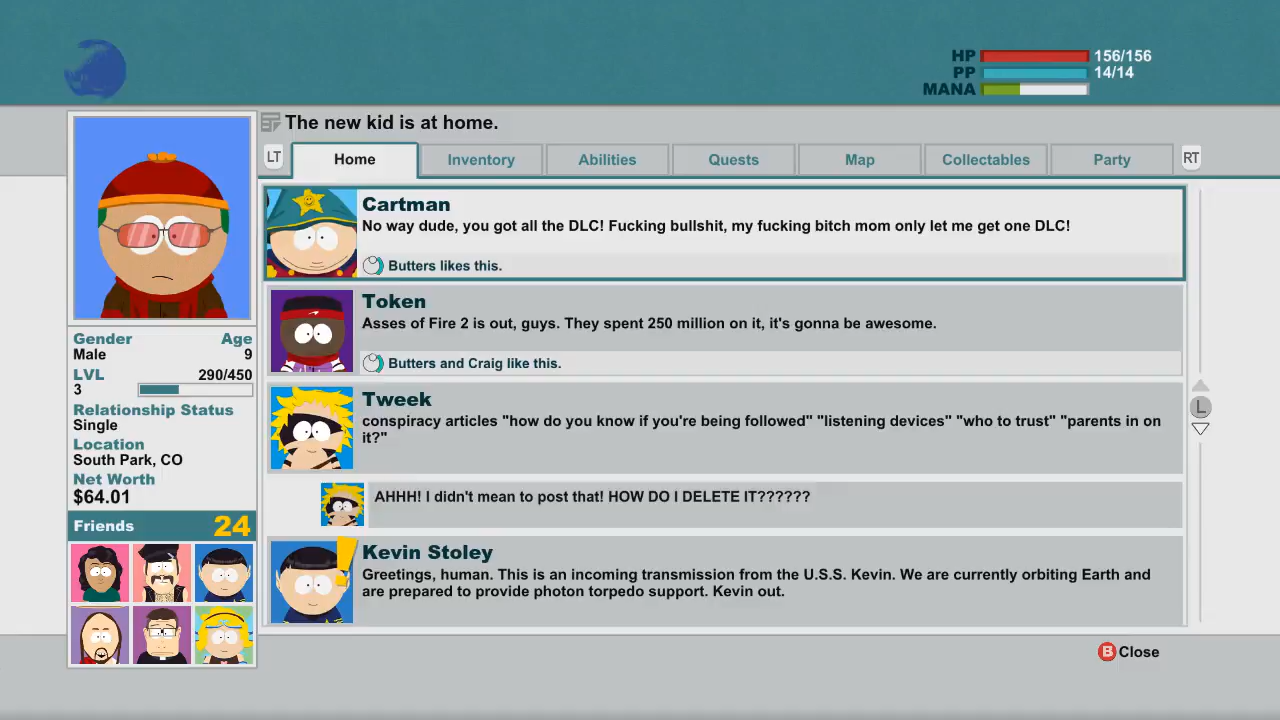 HP 156/156
PP 14/14
MANA
The new kid is at home.
LT Home Inventory Abilities Quests Map Collectables Party RT
Gender Age
Male 9
LVL 290/450
3
Relationship Status
Single
Location
South Park, CO
Net Worth
$64.01
Friends 24
Cartman
No way dude, you got all the DLC! Fucking bullshit, my fucking bitch mom only let me get one DLC!
Butters likes this.
Token
Asses of Fire 2 is out, guys. They spent 250 million on it, it's gonna be awesome.
Butters and Craig like this.
Tweek
conspiracy articles "how do you know if you're being followed" "listening devices" "who to trust" "parents in on
it?"
AHHH! I didn't mean to post that! HOW DO I DELETE IT??????
Kevin Stoley
Greetings, human. This is an incoming transmission from the U.S.S. Kevin. We are currently orbiting Earth and
are prepared to provide photon torpedo support. Kevin out.
L
B Close